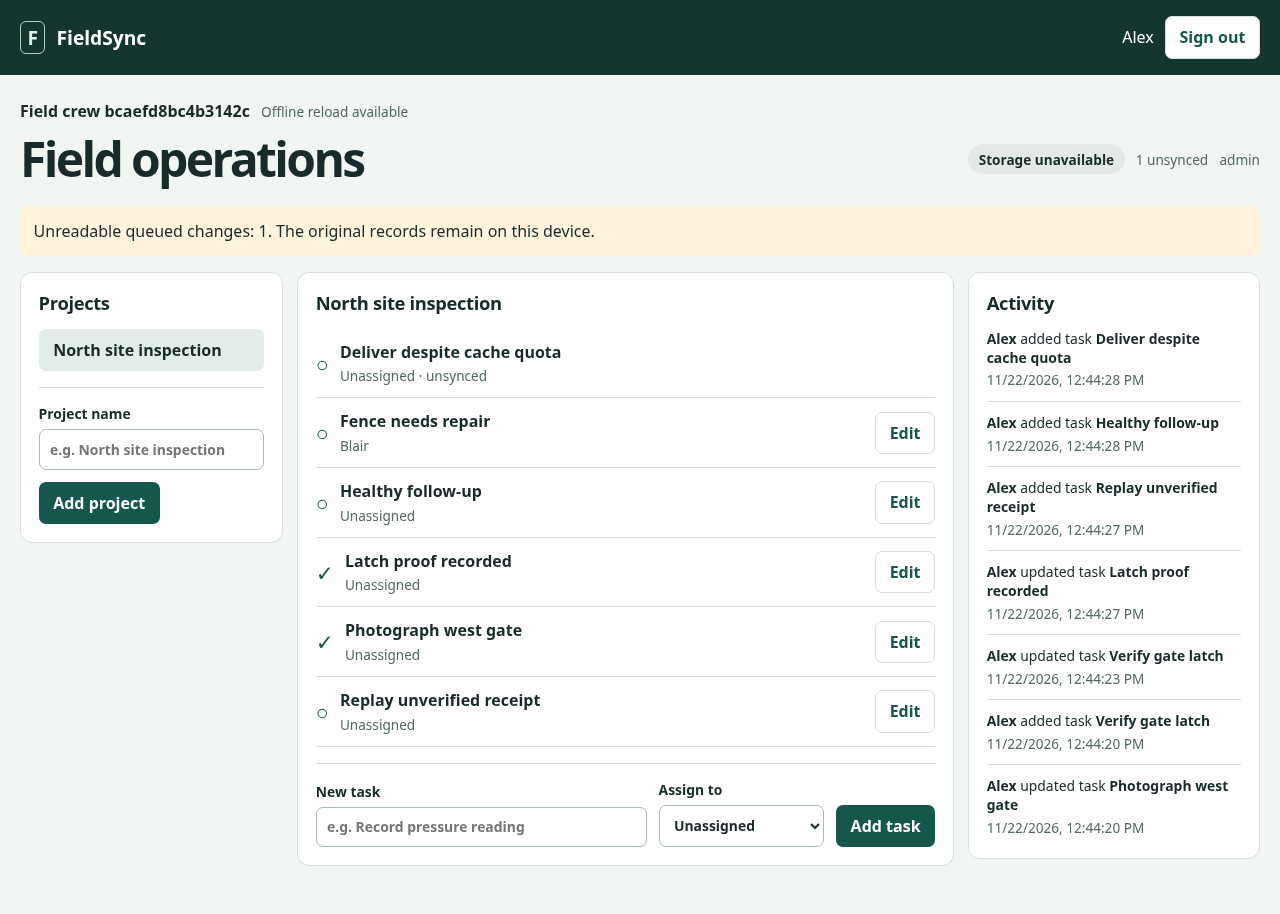 F FieldSync
Alex Sign out
Field crew bcaefd8bc4b3142c Offline reload available
Field operations
Storage unavailable 1 unsynced admin
Unreadable queued changes: 1. The original records remain on this device.
Projects
North site inspection
Project name
e.g. North site inspection
Add project
North site inspection
Deliver despite cache quota
Unassigned · unsynced
Fence needs repair
Blair
Edit
Healthy follow-up
Unassigned
Edit
✓ Latch proof recorded
Unassigned
Edit
✓ Photograph west gate
Unassigned
Edit
Replay unverified receipt
Unassigned
Edit
New task
e.g. Record pressure reading
Assign to
Unassigned
Add task
Activity
Alex added task Deliver despite
cache quota
11/22/2026, 12:44:28 PM
Alex added task Healthy follow-up
11/22/2026, 12:44:28 PM
Alex added task Replay unverified
receipt
11/22/2026, 12:44:27 PM
Alex updated task Latch proof
recorded
11/22/2026, 12:44:27 PM
Alex updated task Verify gate latch
11/22/2026, 12:44:23 PM
Alex added task Verify gate latch
11/22/2026, 12:44:20 PM
Alex updated task Photograph west
gate
11/22/2026, 12:44:20 PM